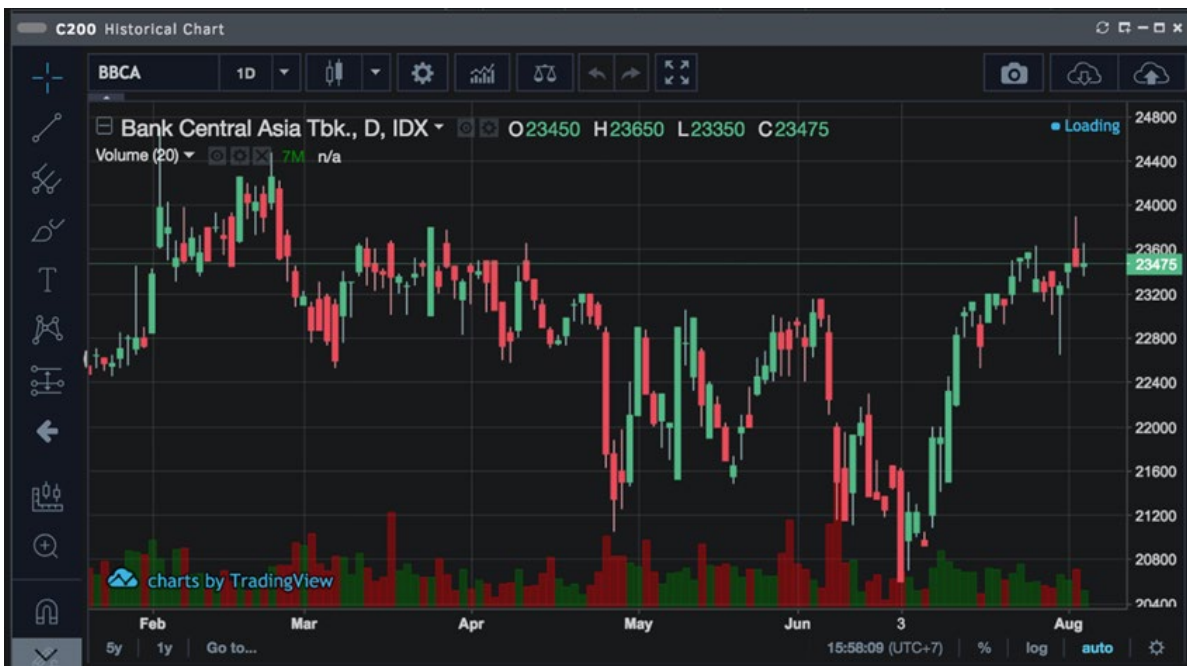 C200 Historical Chart
BBCA 1D
Bank Central Asia Tbk., D, IDX O23450 H23650 L23350 C23475
Loading
Volume (20) 7M n/a
24800
24400
24000
23600
23475
23200
22800
22400
22000
21600
21200
20800
20400
charts by TradingView
Feb Mar Apr May Jun 3 Aug
5y 1y Go to... 15:58:09 (UTC+7) % log auto